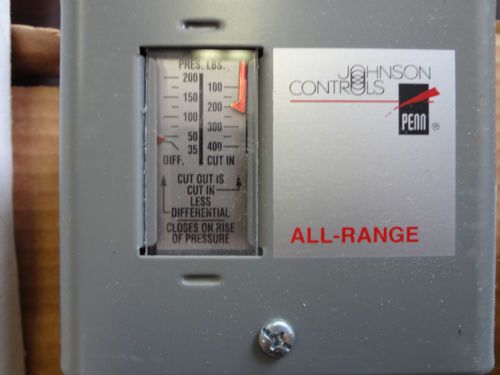 PRES. LBS.
200 100
150 200
100 300
50
35 400
DIFF. CUT IN
CUT OUT IS
CUT IN
LESS
DIFFERENTIAL
CLOSES ON RISE
OF PRESSURE
JOHNSON
CONTROLS
PENN ®
ALL-RANGE